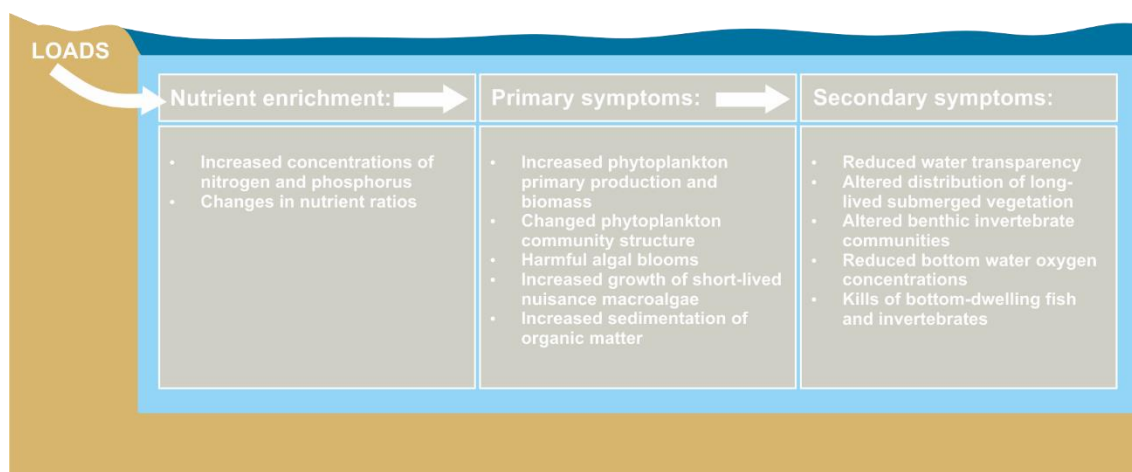 LOADS
Nutrient enrichment:
• Increased concentrations of
nitrogen and phosphorus
• Changes in nutrient ratios
Primary symptoms:
• Increased phytoplankton
primary production and
biomass
• Changed phytoplankton
community structure
• Harmful algal blooms
• Increased growth of short-lived
nuisance macroalgae
• Increased sedimentation of
organic matter
Secondary symptoms:
• Reduced water transparency
• Altered distribution of long-
lived submerged vegetation
• Altered benthic invertebrate
communities
• Reduced bottom water oxygen
concentrations
• Kills of bottom-dwelling fish
and invertebrates